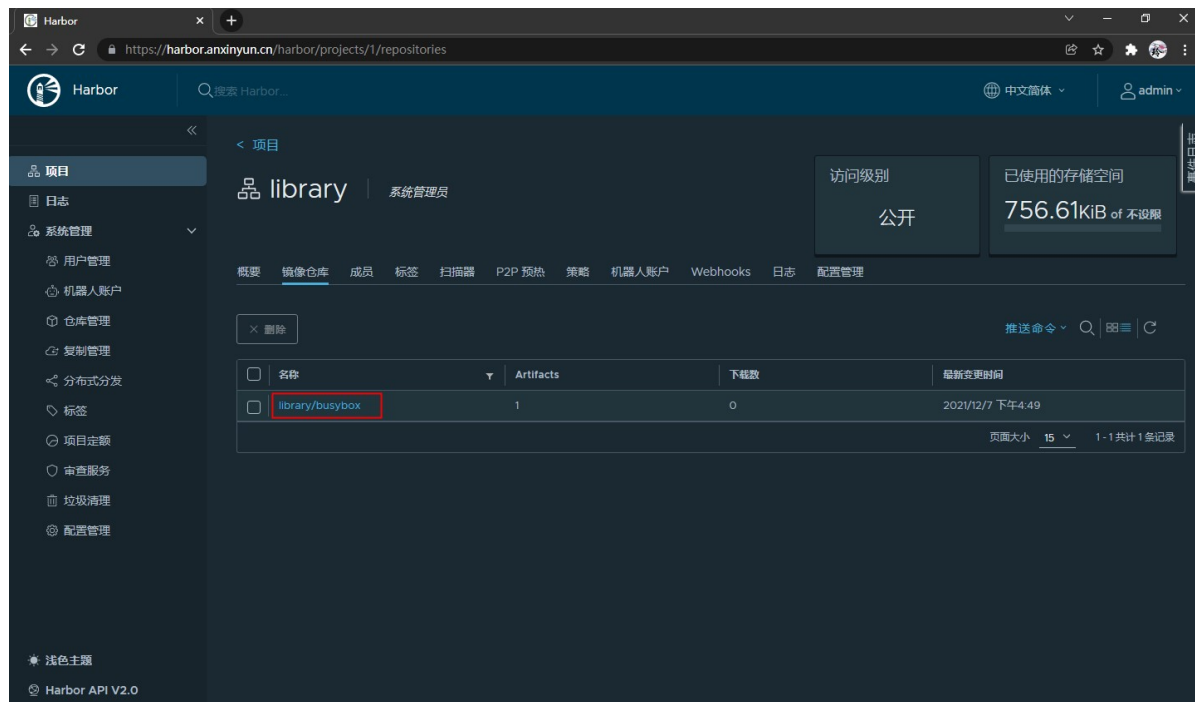 Harbor
https://harbor.anxinyun.cn/harbor/projects/1/repositories
Harbor
搜索 Harbor...
中文简体
admin
< 项目
项目
日志
系统管理
用户管理
机器人账户
仓库管理
复制管理
分布式分发
标签
项目定额
审查服务
垃圾清理
配置管理
浅色主题
Harbor API V2.0
library
系统管理员
访问级别
公开
已使用的存储空间
756.61KiB of 不设限
概要 镜像仓库 成员 标签 扫描器 P2P 预热 策略 机器人账户 Webhooks 日志 配置管理
× 删除
推送命令
名称 Artifacts 下载数 最新变更时间
library/busybox 1 0 2021/12/7 下午4:49
页面大小 15 1 - 1 共计 1 条记录